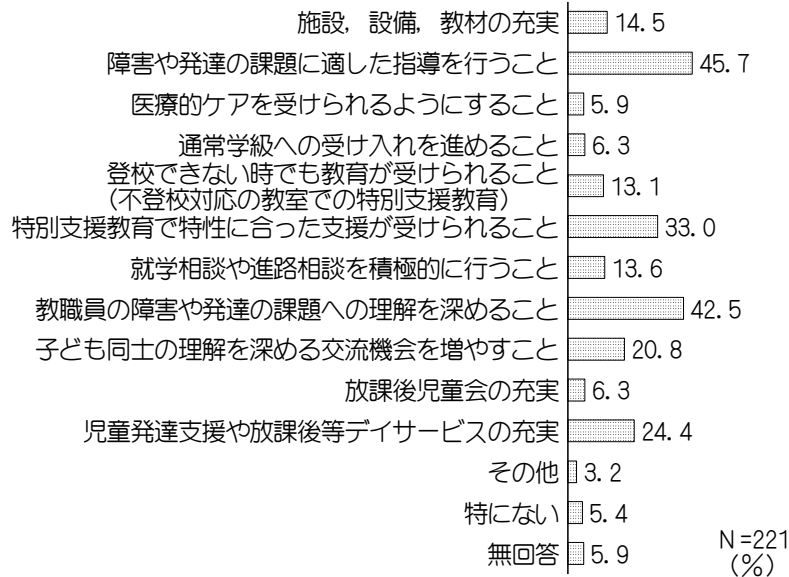 施設，設備，教材の充実 14.5
障害や発達の課題に適した指導を行うこと 45.7
医療的ケアを受けられるようにすること 5.9
通常学級への受け入れを進めること 6.3
登校できない時でも教育が受けられること
（不登校対応の教室での特別支援教育） 13.1
特別支援教育で特性に合った支援が受けられること 33.0
就学相談や進路相談を積極的に行うこと 13.6
教職員の障害や発達の課題への理解を深めること 42.5
子ども同士の理解を深める交流機会を増やすこと 20.8
放課後児童会の充実 6.3
児童発達支援や放課後等デイサービスの充実 24.4
その他 3.2
特にない 5.4
無回答 5.9
N=221
(%)